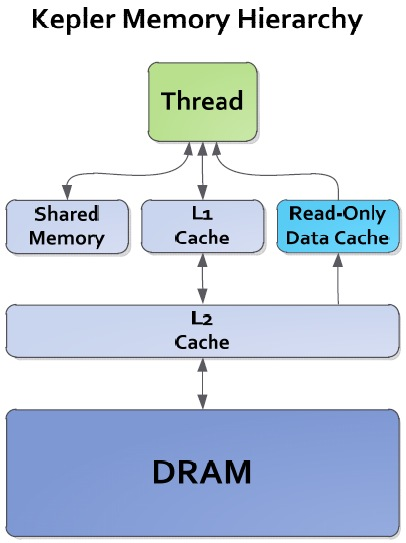 Kepler Memory Hierarchy
Thread
Shared
Memory
L1
Cache
Read-Only
Data Cache
L2
Cache
DRAM